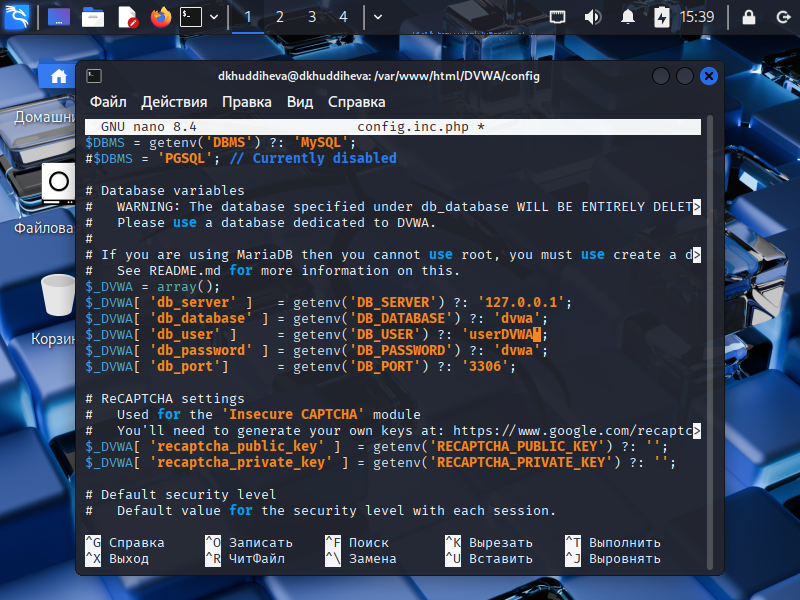 1 2 3 4 15:39
dkhuddiheva@dkhuddiheva: /var/www/html/DVWA/config
Файл Действия Правка Вид Справка
GNU nano 8.4 config.inc.php *
$DBMS = getenv('DBMS') ?: 'MySQL';
#$DBMS = 'PGSQL'; // Currently disabled
# Database variables
#   WARNING: The database specified under db_database WILL BE ENTIRELY DELET>
#   Please use a database dedicated to DVWA.
#
# If you are using MariaDB then you cannot use root, you must use create a d>
#   See README.md for more information on this.
$_DVWA = array();
$_DVWA[ 'db_server' ]   = getenv('DB_SERVER') ?: '127.0.0.1';
$_DVWA[ 'db_database' ] = getenv('DB_DATABASE') ?: 'dvwa';
$_DVWA[ 'db_user' ]     = getenv('DB_USER') ?: 'userDVWA';
$_DVWA[ 'db_password' ] = getenv('DB_PASSWORD') ?: 'dvwa';
$_DVWA[ 'db_port']      = getenv('DB_PORT') ?: '3306';
# ReCAPTCHA settings
#   Used for the 'Insecure CAPTCHA' module
#   You'll need to generate your own keys at: https://www.google.com/recaptc>
$_DVWA[ 'recaptcha_public_key' ]  = getenv('RECAPTCHA_PUBLIC_KEY') ?: '';
$_DVWA[ 'recaptcha_private_key' ] = getenv('RECAPTCHA_PRIVATE_KEY') ?: '';
# Default security level
#   Default value for the security level with each session.
^G Справка ^O Записать ^F Поиск ^K Вырезать ^T Выполнить
^X Выход ^R ЧитФайл ^\ Замена ^U Вставить ^J Выровнять
Домашни
Файлова
Корзин